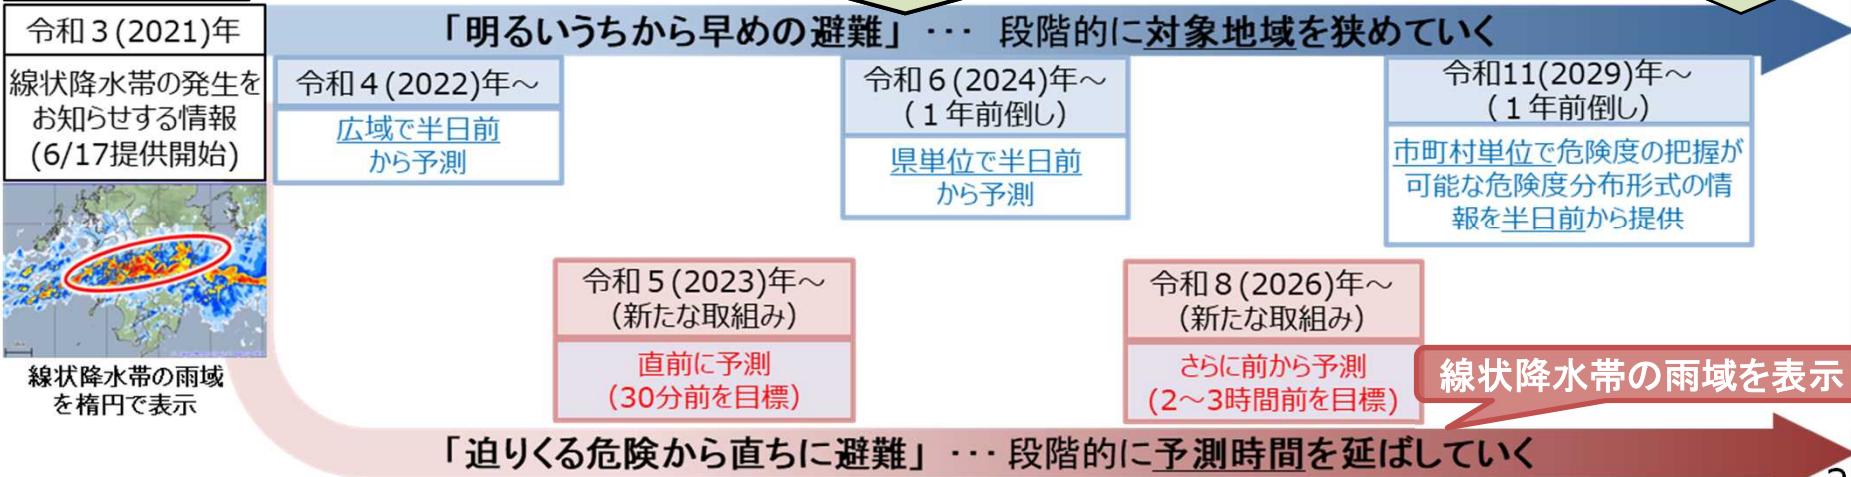 令和３(2021)年
線状降水帯の発生を
お知らせする情報
(6/17提供開始)
線状降水帯の雨域
を楕円で表示
「明るいうちから早めの避難」･･･ 段階的に対象地域を狭めていく
令和４(2022)年～
広域で半日前
から予測
令和６(2024)年～
(１年前倒し)
県単位で半日前
から予測
令和11(2029)年～
(１年前倒し)
市町村単位で危険度の把握が
可能な危険度分布形式の情
報を半日前から提供
令和５(2023)年～
(新たな取組み)
直前に予測
(30分前を目標)
令和８(2026)年～
(新たな取組み)
さらに前から予測
(2～3時間前を目標)
線状降水帯の雨域を表示
「迫りくる危険から直ちに避難」･･･ 段階的に予測時間を延ばしていく